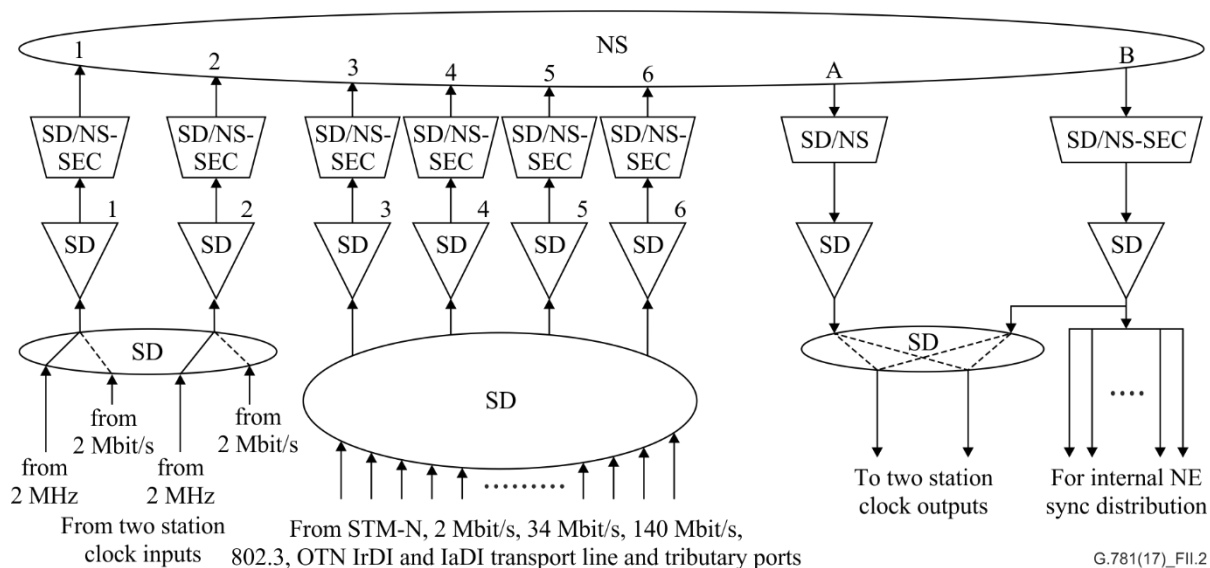 NS
1
2
3
4
5
6
A
B
SD/NS-
SEC
SD/NS-
SEC
SD/NS-
SEC
SD/NS-
SEC
SD/NS-
SEC
SD/NS-
SEC
SD/NS
SD/NS-SEC
1
2
3
4
5
6
SD
SD
SD
SD
SD
SD
SD
SD
SD
SD
SD
from
2 MHz
from
2 Mbit/s
from
2 MHz
from
2 Mbit/s
From two station
clock inputs
From STM-N, 2 Mbit/s, 34 Mbit/s, 140 Mbit/s,
802.3, OTN IrDI and IaDI transport line and tributary ports
To two station
clock outputs
For internal NE
sync distribution
G.781(17)_FII.2